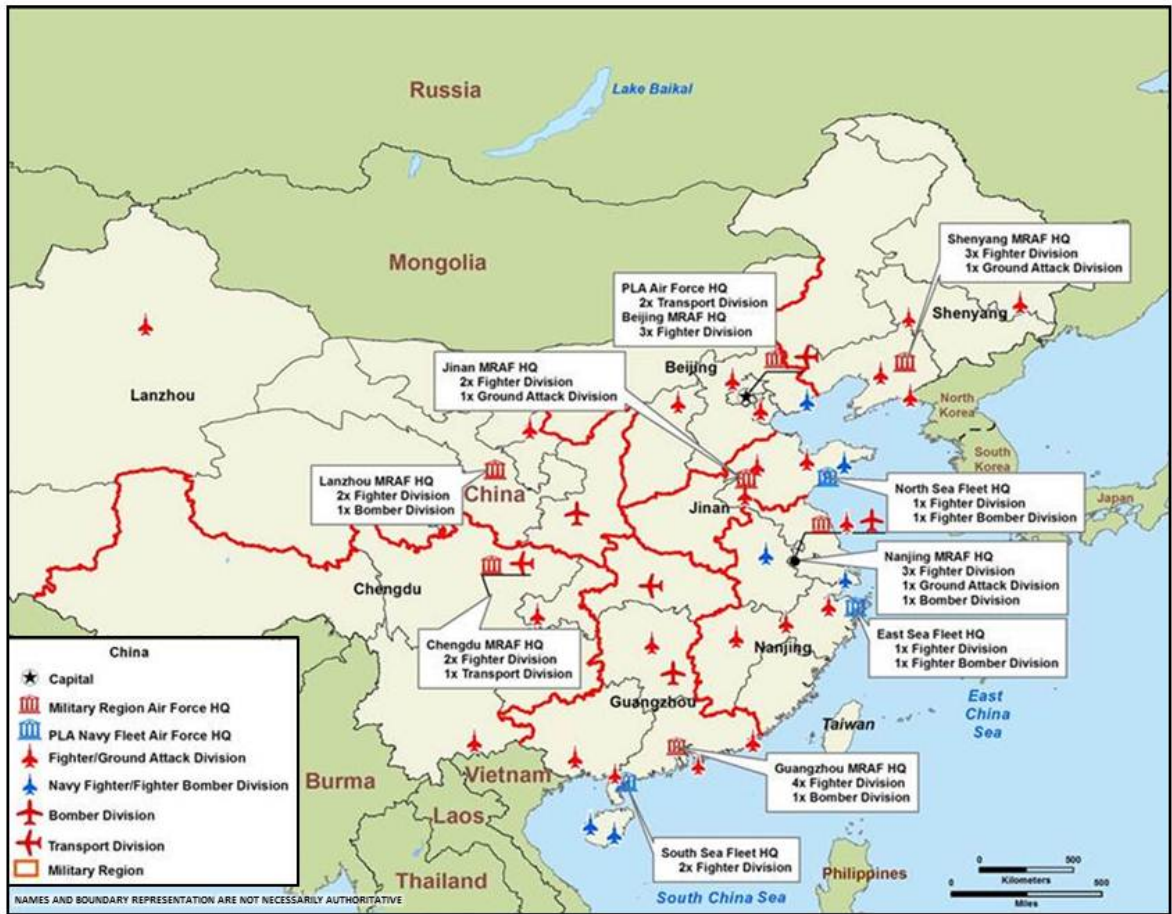 Russia
Lake Baikal
Mongolia
Shenyang MRAF HQ
3x Fighter Division
1x Ground Attack Division
PLA Air Force HQ
2x Transport Division
Beijing MRAF HQ
3x Fighter Division
Shenyang
Jinan MRAF HQ
2x Fighter Division
1x Ground Attack Division
Beijing
Lanzhou
North
Korea
South
Korea
Lanzhou MRAF HQ
2x Fighter Division
1x Bomber Division
China
Jinan
North Sea Fleet HQ
1x Fighter Division
1x Fighter Bomber Division
Japan
Nanjing MRAF HQ
3x Fighter Division
1x Ground Attack Division
1x Bomber Division
Chengdu
Chengdu MRAF HQ
2x Fighter Division
1x Transport Division
Nanjing
East Sea Fleet HQ
1x Fighter Division
1x Fighter Bomber Division
Guangzhou
East
China
Sea
Taiwan
Guangzhou MRAF HQ
4x Fighter Division
1x Bomber Division
Burma
Vietnam
Laos
Thailand
South Sea Fleet HQ
2x Fighter Division
South China Sea
Philippines
China
Capital
Military Region Air Force HQ
PLA Navy Fleet Air Force HQ
Fighter/Ground Attack Division
Navy Fighter/Fighter Bomber Division
Bomber Division
Transport Division
Military Region
0 500
Kilometers
0 500
Miles
NAMES AND BOUNDARY REPRESENTATION ARE NOT NECESSARILY AUTHORITATIVE